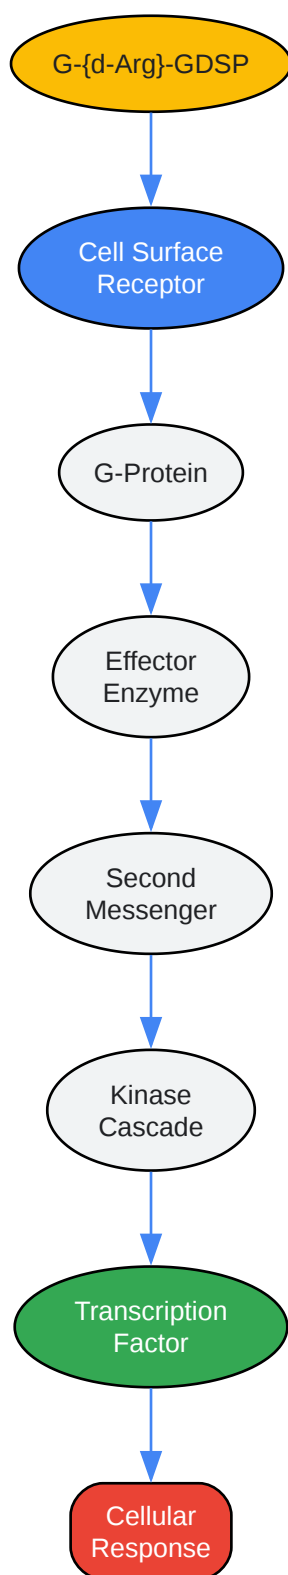 G-{d-Arg}-GDSP
Cell Surface
Receptor
G-Protein
Effector
Enzyme
Second
Messenger
Kinase
Cascade
Transcription
Factor
Cellular
Response